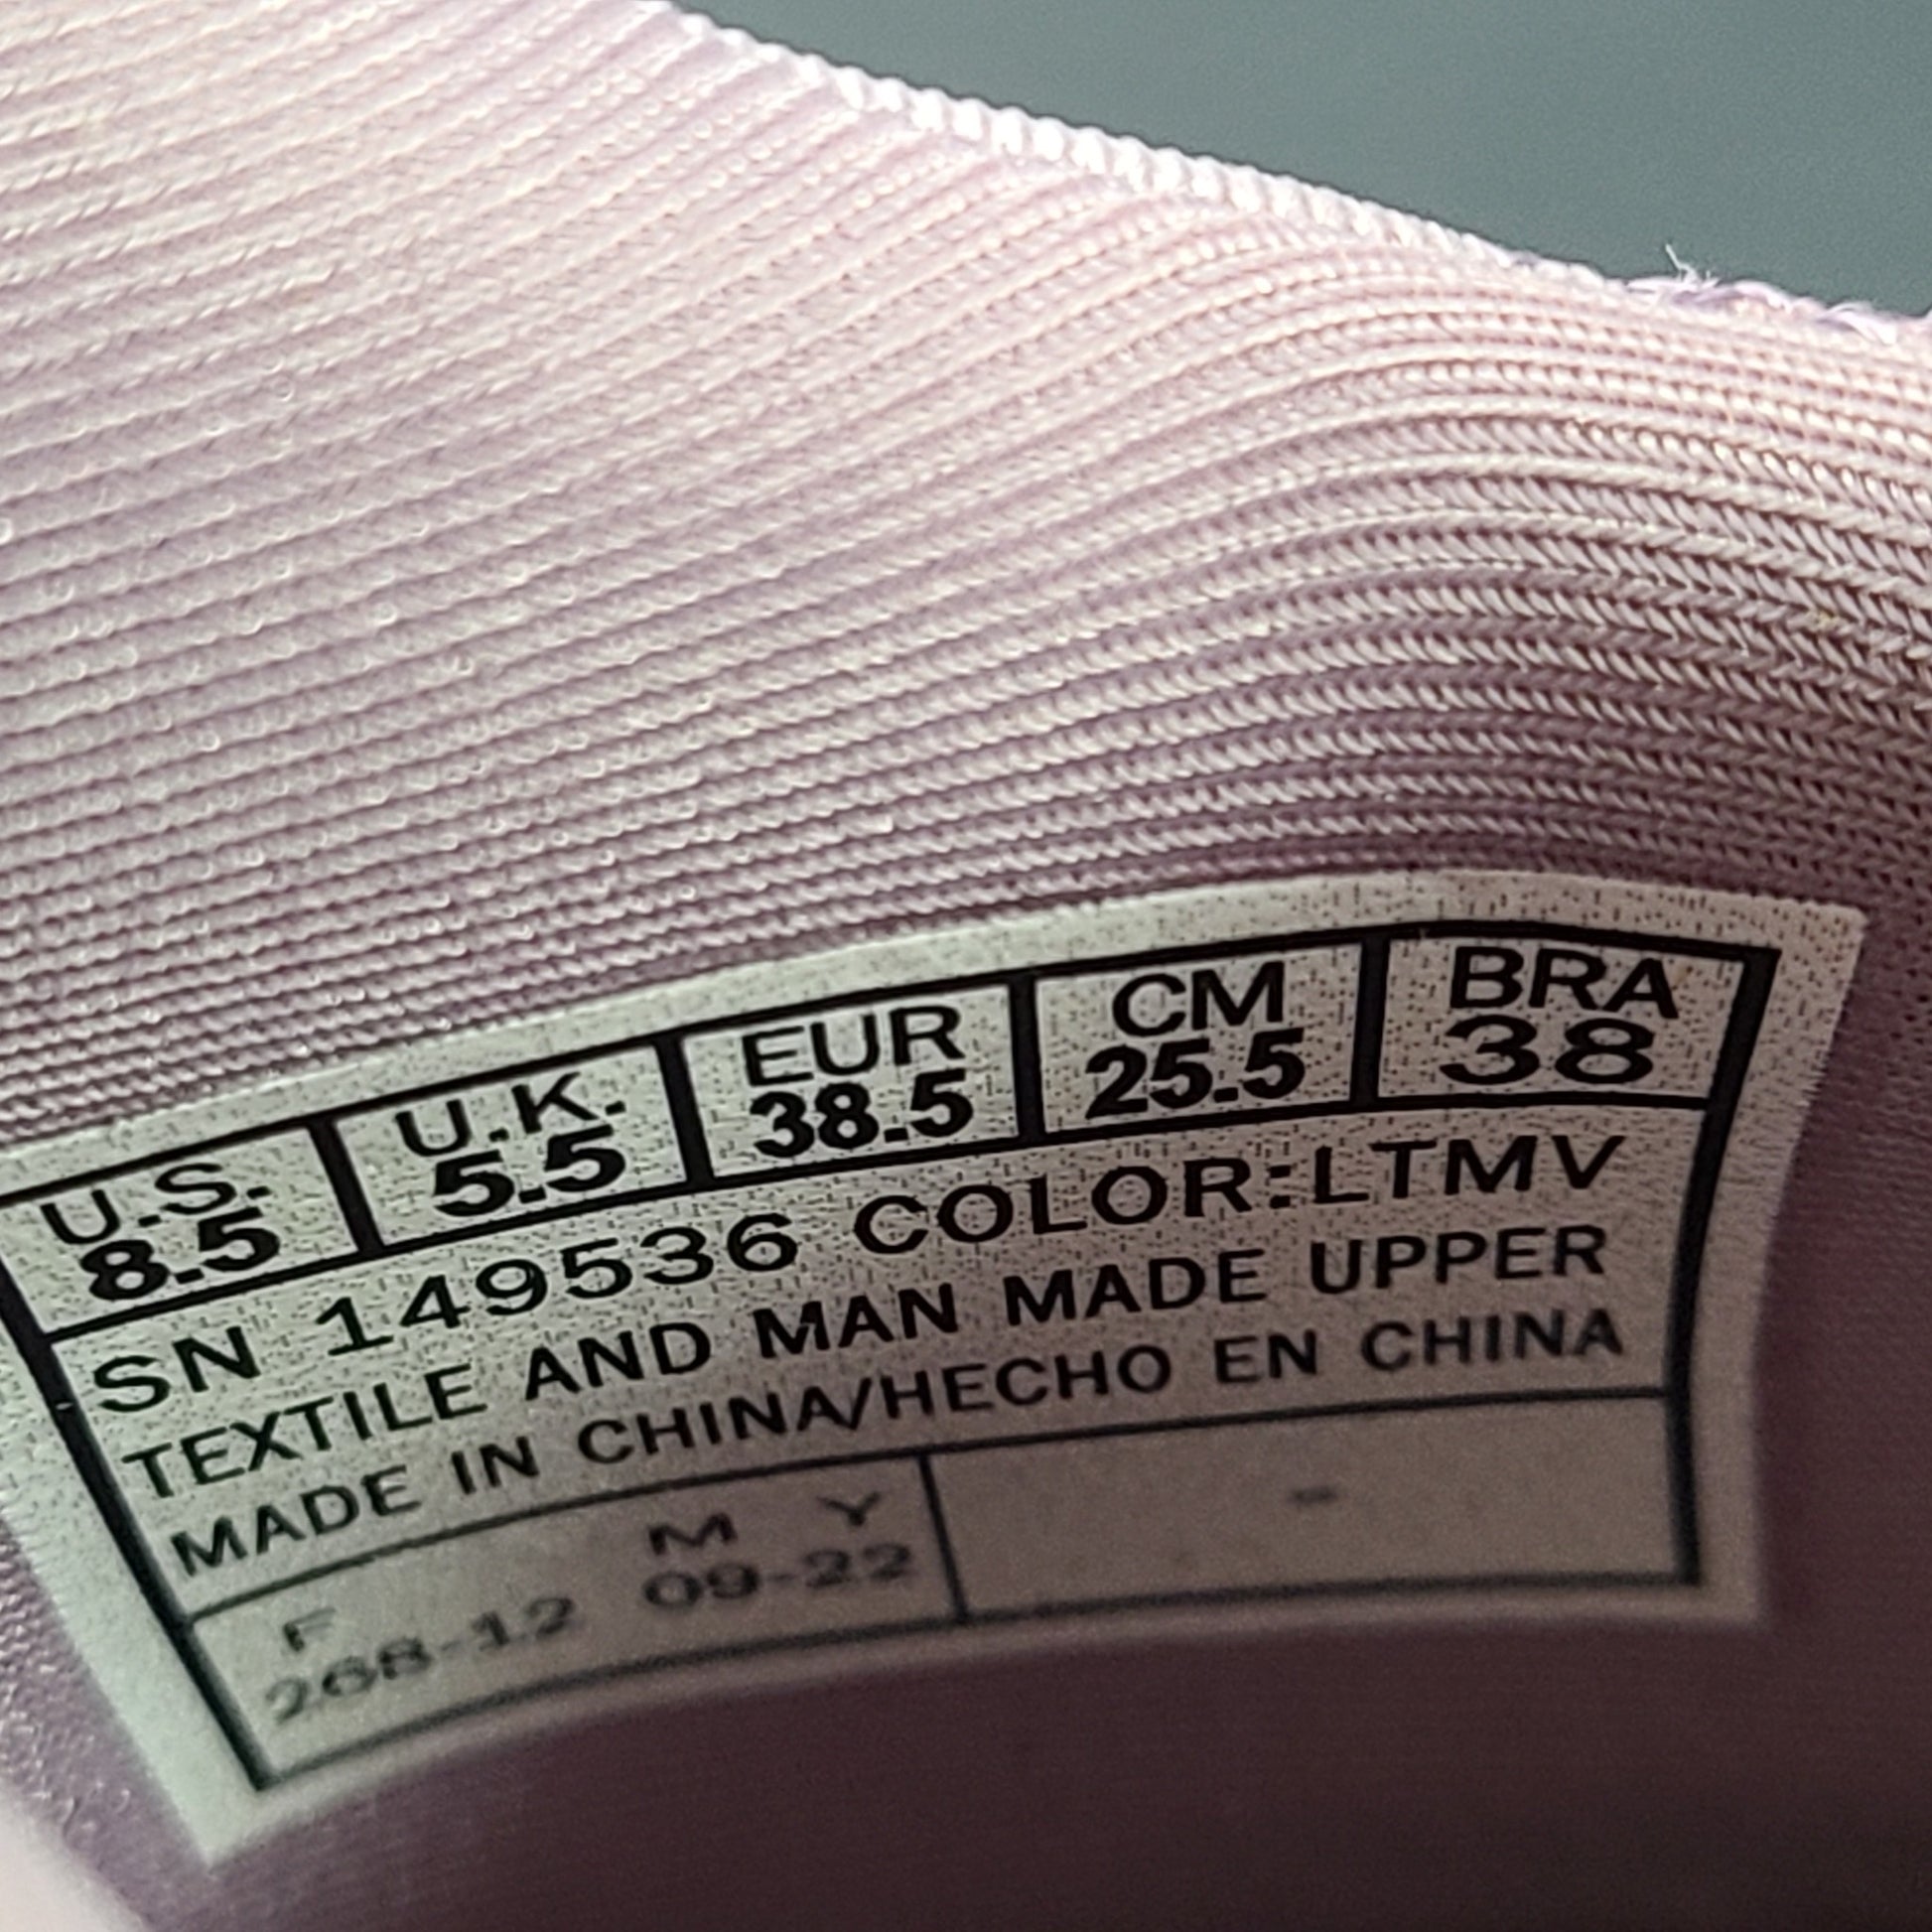 U.S. U.K. EUR CM BRA
8.5 5.5 38.5 25.5 38
SN 149536 COLOR:LTMV
TEXTILE AND MAN MADE UPPER
MADE IN CHINA/HECHO EN CHINA
F M Y -
268-12 09-22